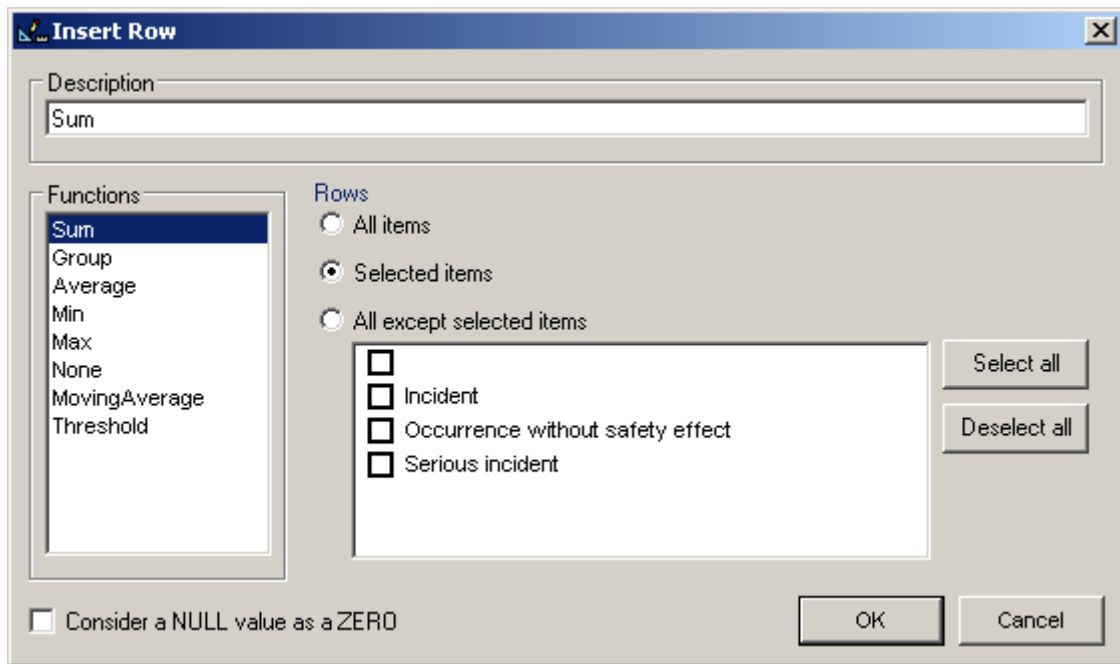 Insert Row
Description
Sum
Functions
Sum
Group
Average
Min
Max
None
MovingAverage
Threshold
Rows
All items
Selected items
All except selected items
Incident
Occurrence without safety effect
Serious incident
Select all
Deselect all
Consider a NULL value as a ZERO
OK
Cancel